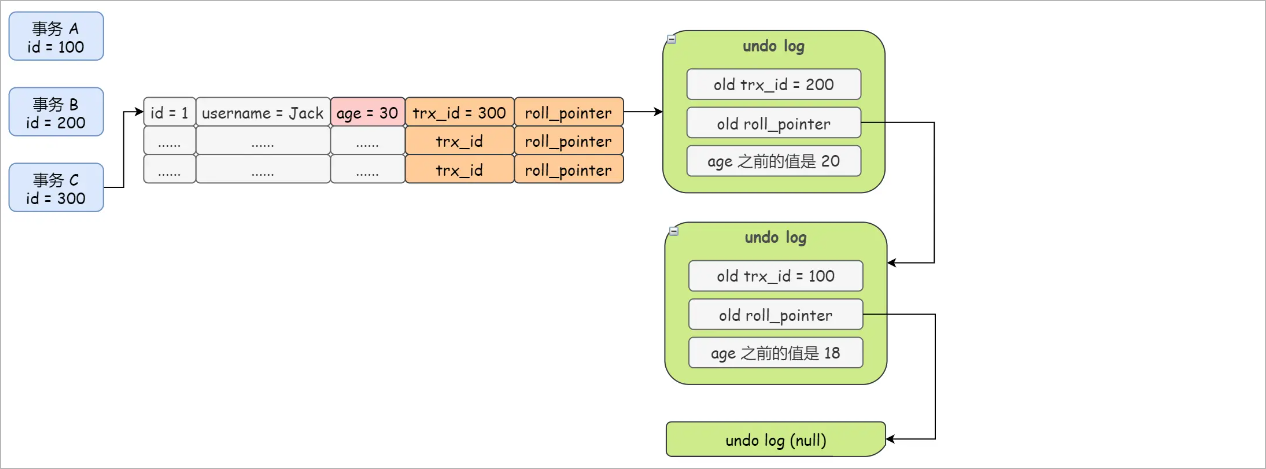 事务 A
id = 100
事务 B
id = 200
事务 C
id = 300
id = 1 username = Jack age = 30 trx_id = 300 roll_pointer
...... ...... ...... trx_id roll_pointer
...... ...... ...... trx_id roll_pointer
undo log
old trx_id = 200
old roll_pointer
age 之前的值是 20
undo log
old trx_id = 100
old roll_pointer
age 之前的值是 18
undo log (null)